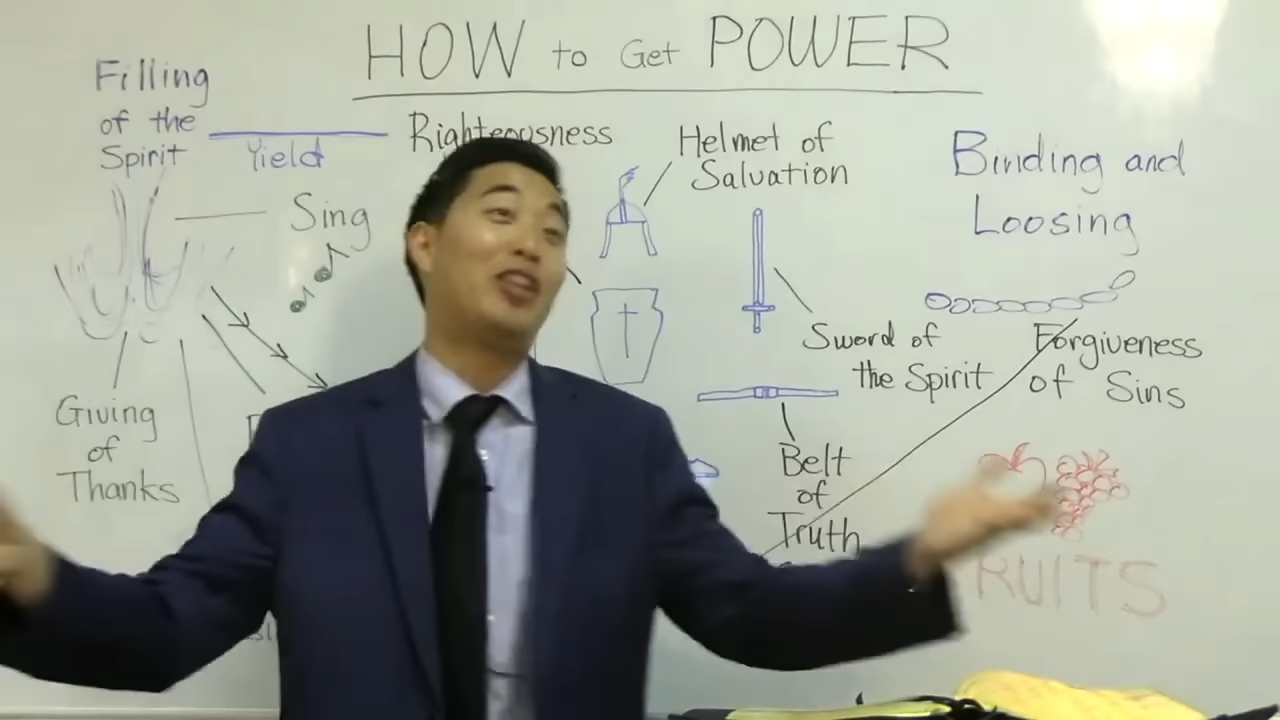 HOW to Get POWER
Filling
of the
Spirit
Yield
Sing
Giving
of
Thanks
Righteousness
Helmet of
Salvation
Sword of
the Spirit
Belt
of
Truth
Binding and
Loosing
Forgiveness
of Sins
RUITS